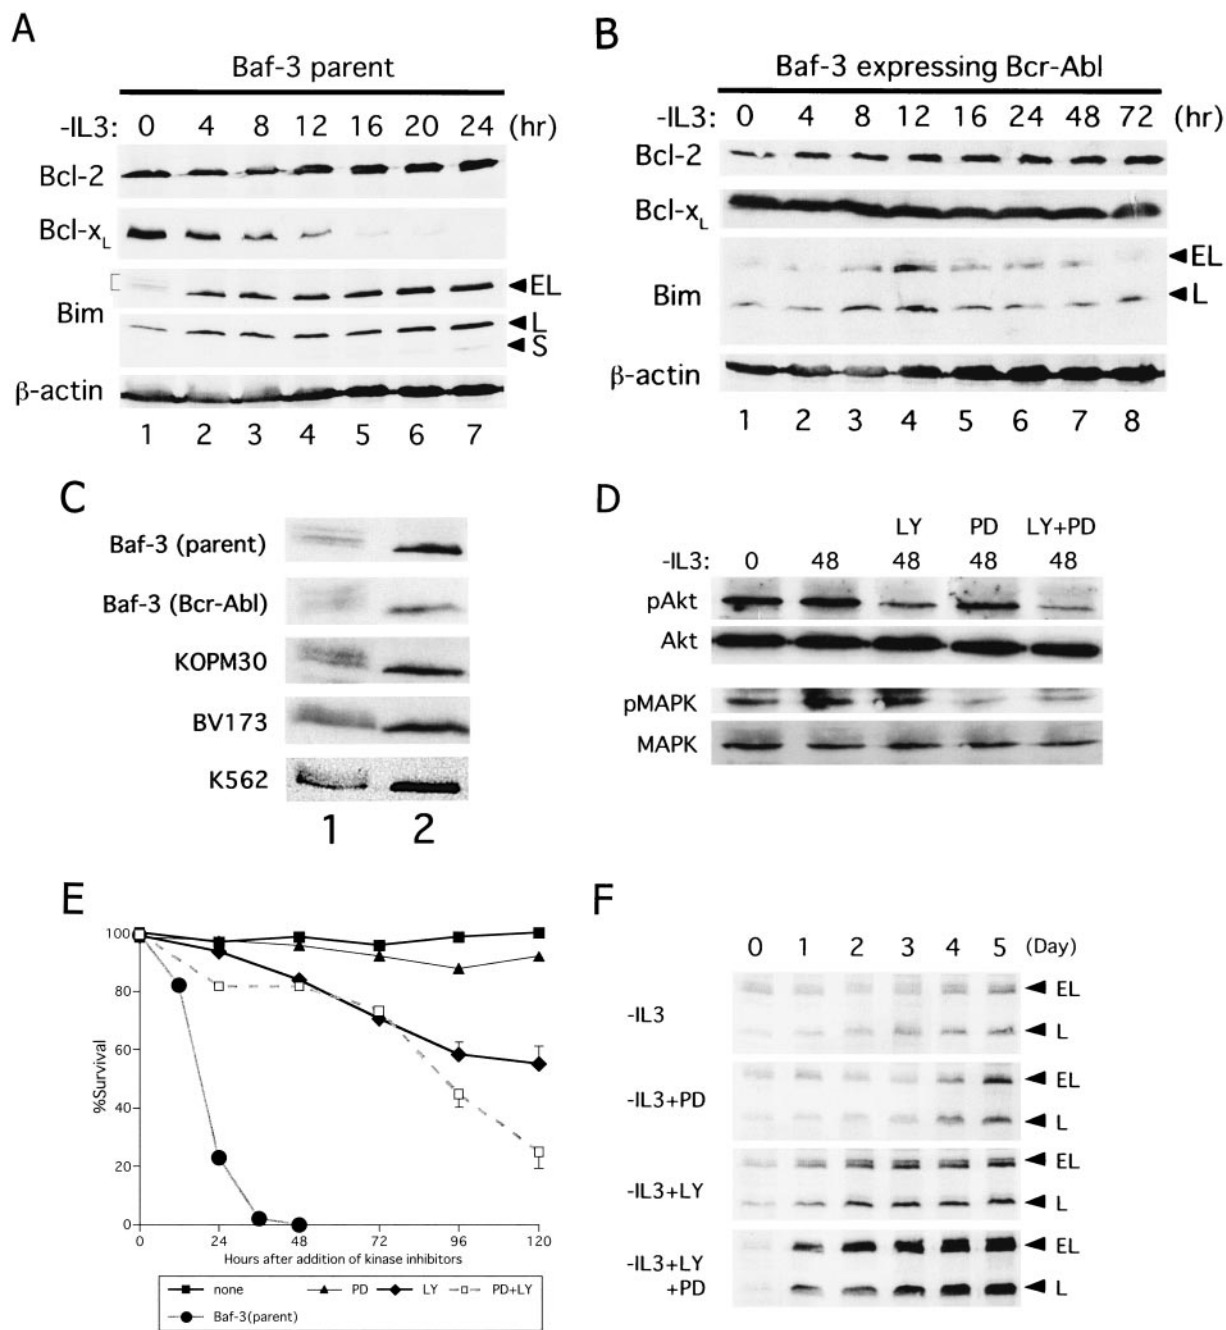 A
Baf-3 parent
-IL3: 0 4 8 12 16 20 24 (hr)
Bcl-2
Bcl-xL
Bim
EL
L
S
β-actin
1 2 3 4 5 6 7
B
Baf-3 expressing Bcr-Abl
-IL3: 0 4 8 12 16 24 48 72 (hr)
Bcl-2
Bcl-xL
Bim
EL
L
β-actin
1 2 3 4 5 6 7 8
C
Baf-3 (parent)
Baf-3 (Bcr-Abl)
KOPM30
BV173
K562
1 2
D
LY PD LY+PD
-IL3: 0 48 48 48 48
pAkt
Akt
pMAPK
MAPK
E
%Survival
100
80
60
40
20
0
0 24 48 72 96 120
Hours after addition of kinase inhibitors
none PD LY PD+LY
Baf-3(parent)
F
0 1 2 3 4 5 (Day)
-IL3
EL
L
-IL3+PD
EL
L
-IL3+LY
EL
L
-IL3+LY
+PD
EL
L